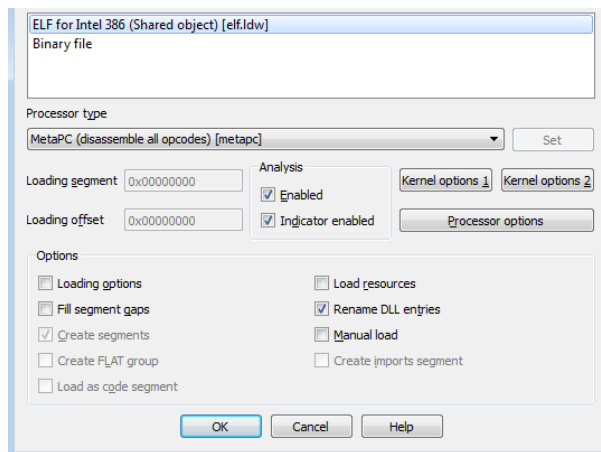 ELF for Intel 386 (Shared object) [elf.ldw]
Binary file
Processor type
MetaPC (disassemble all opcodes) [metapc]
Set
Loading segment 0x00000000
Loading offset 0x00000000
Analysis
Enabled
Indicator enabled
Kernel options 1 Kernel options 2
Processor options
Options
Loading options
Fill segment gaps
Create segments
Create FLAT group
Load as code segment
Load resources
Rename DLL entries
Manual load
Create imports segment
OK Cancel Help